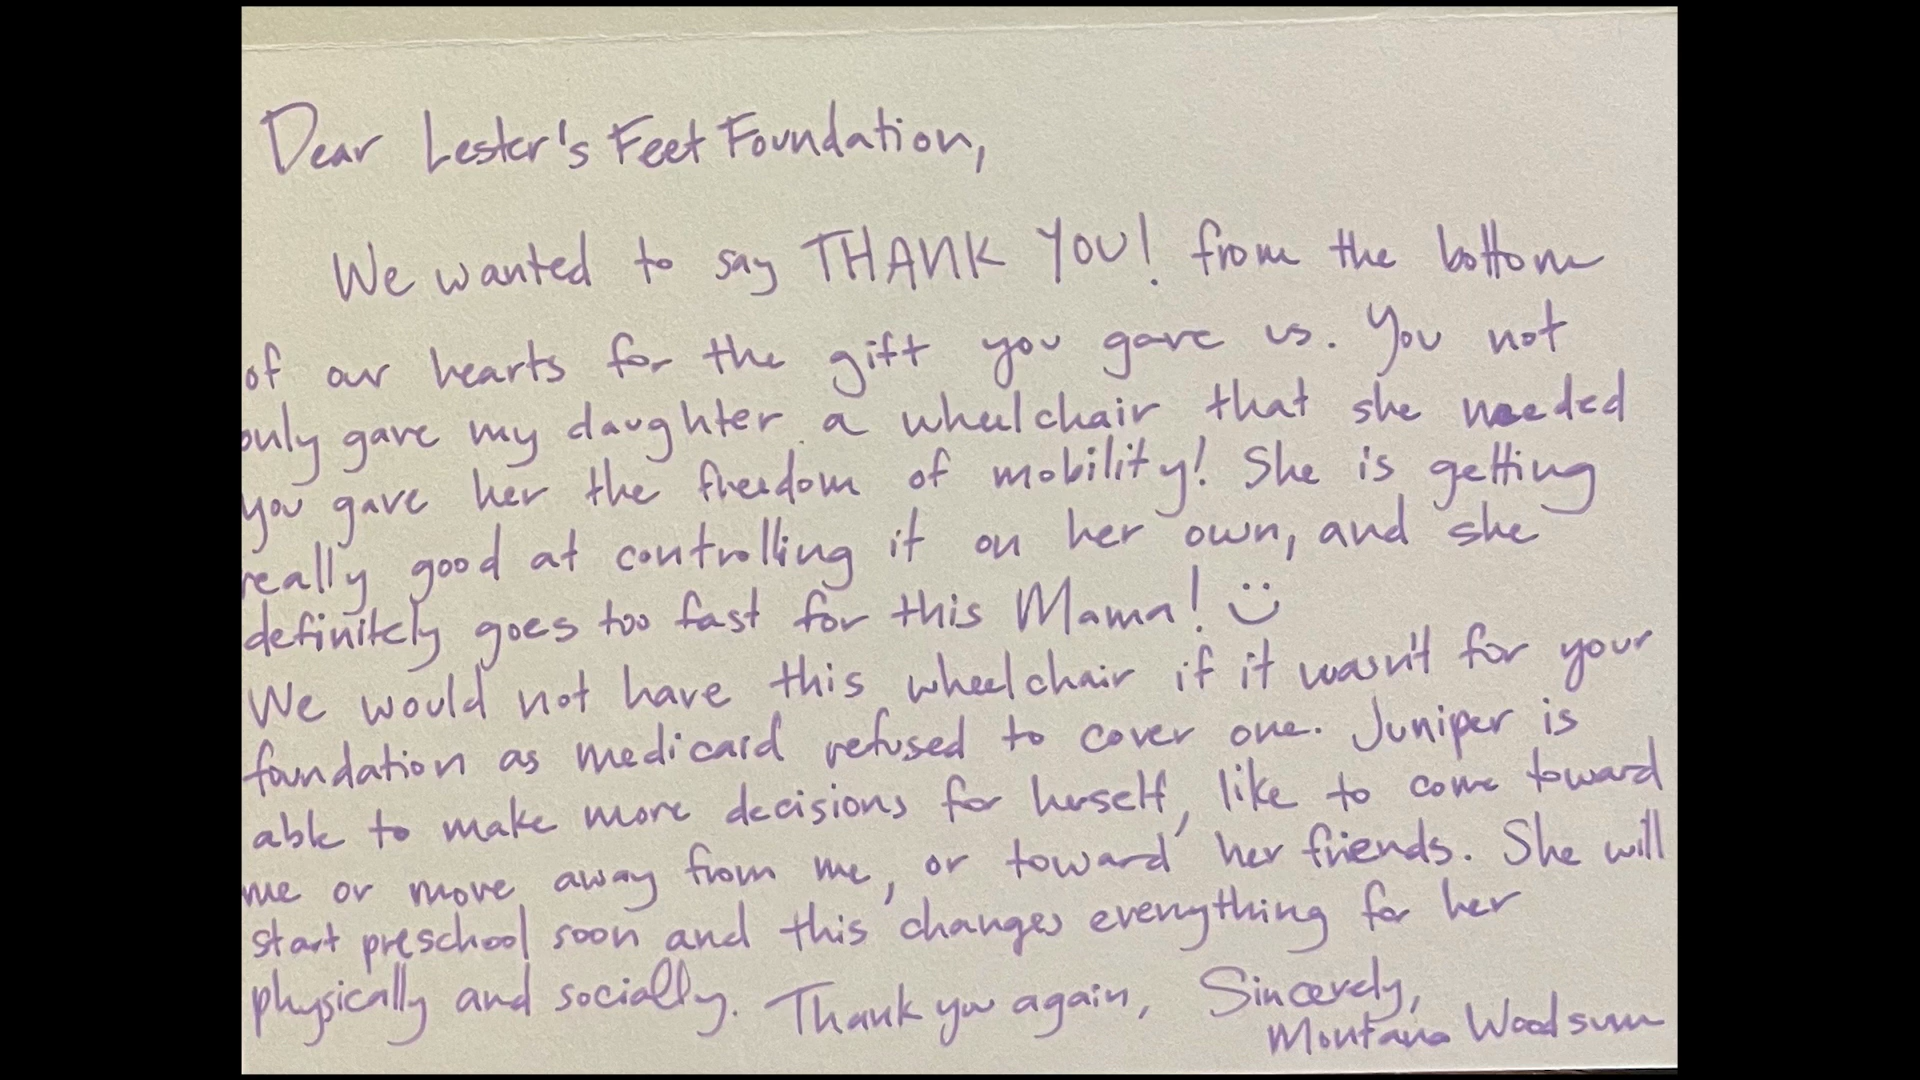 Dear Lester's Feet Foundation,
We wanted to say THANK YOU! from the bottom
of our hearts for the gift you gave us. You not
only gave my daughter a wheelchair that she needed
you gave her the freedom of mobility! She is getting
really good at controlling it on her own, and she
definitely goes too fast for this Mama! :)
We would not have this wheelchair if it wasn't for your
foundation as medicaid refused to cover one. Juniper is
able to make more decisions for herself, like to come toward
me or move away from me, or toward her friends. She will
start preschool soon and this changes everything for her
physically and socially. Thank you again, Sincerely,
Montana Woodsum